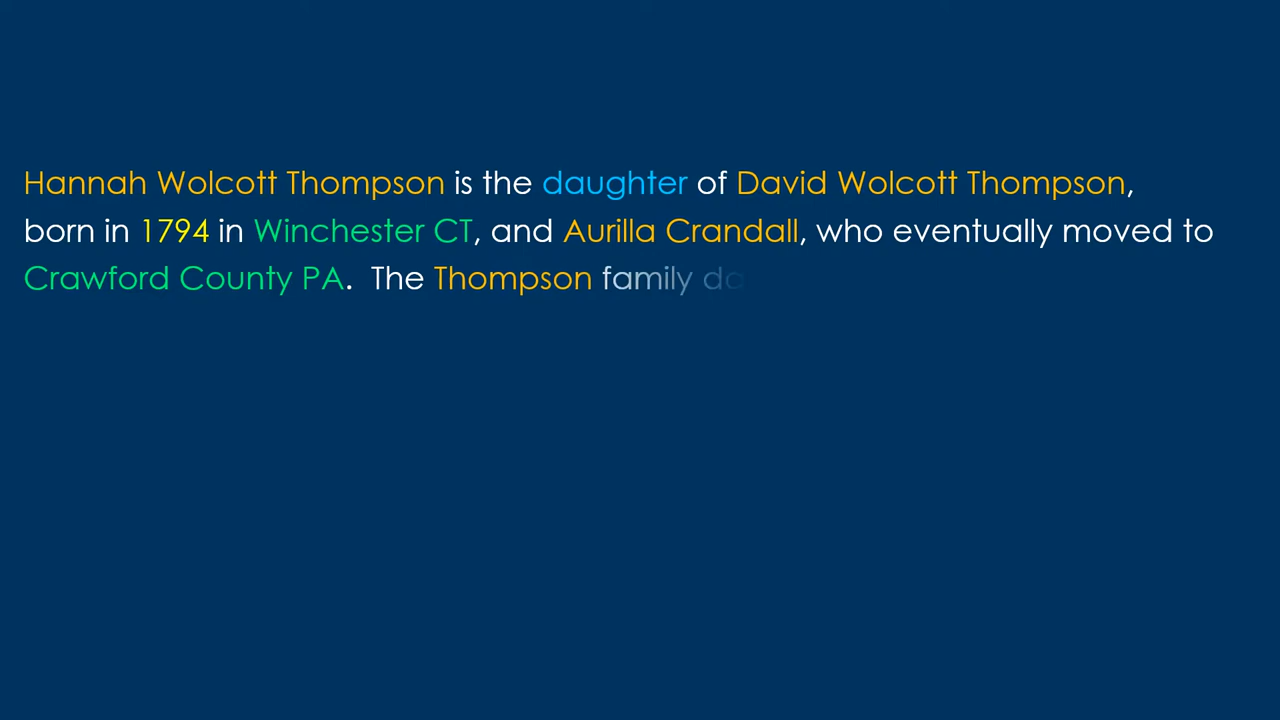 Hannah Wolcott Thompson is the daughter of David Wolcott Thompson,
born in 1794 in Winchester CT, and Aurilla Crandall, who eventually moved to
Crawford County PA.  The Thompson family